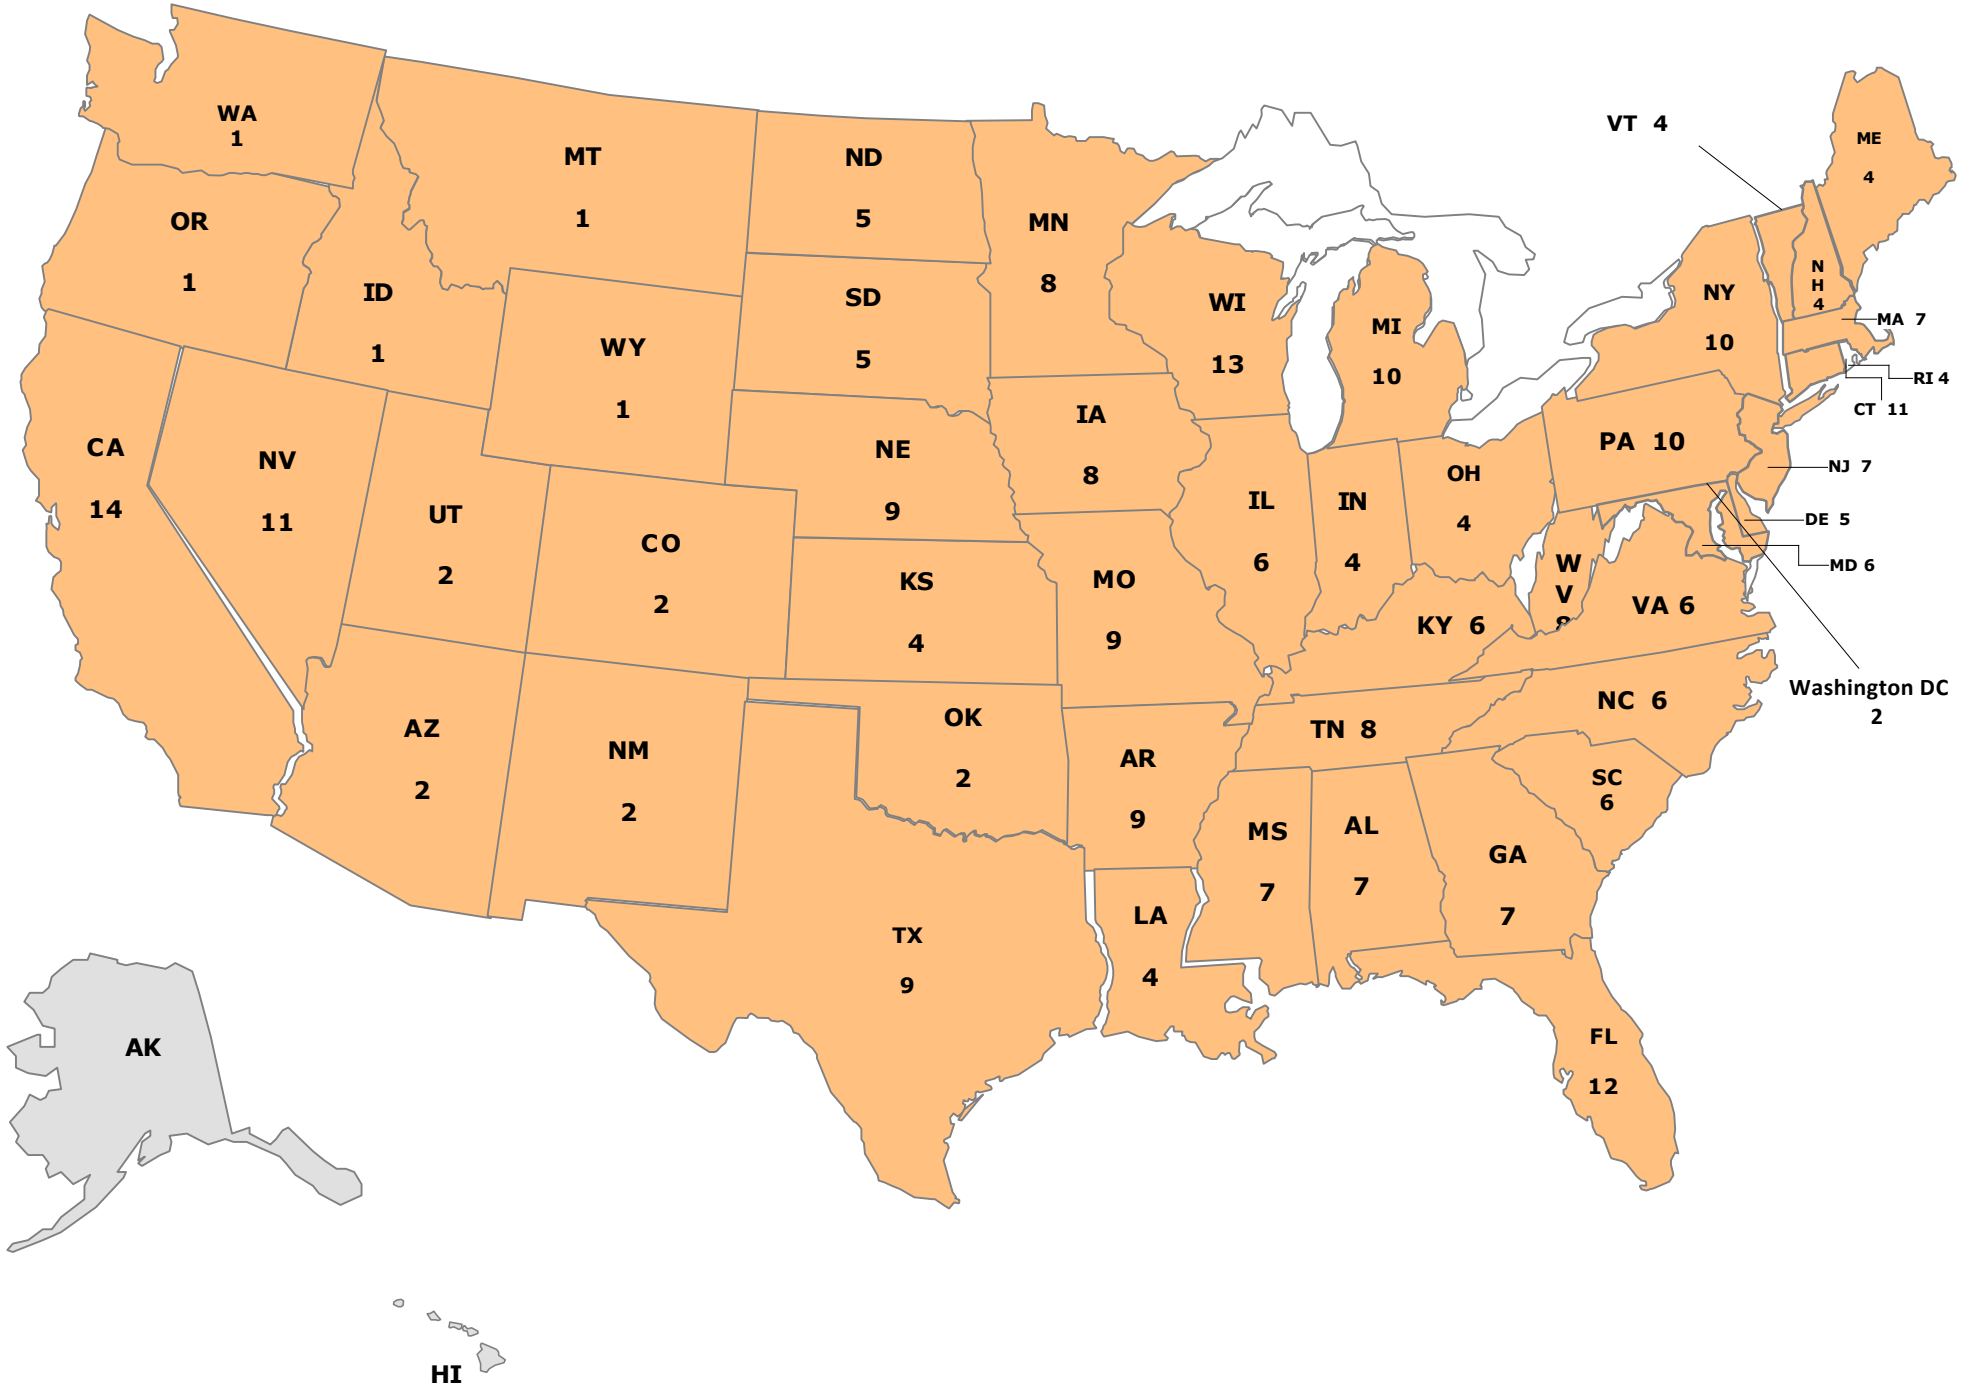 WA
1
VT 4
ME
4
MT
1
ND
5
OR
1
MN
8
N
H
4
ID
1
SD
5
WI
13
NY
10
MI
10
MA 7
WY
1
RI 4
CT 11
IA
8
CA
14
NV
11
NE
9
PA 10
OH
4
NJ 7
UT
2
IL
6
IN
4
DE 5
CO
2
MD 6
W
V
8
KS
4
MO
9
VA 6
KY 6
Washington DC
2
NC 6
AZ
2
NM
2
OK
2
TN 8
AR
9
SC
6
MS
7
AL
7
GA
7
TX
9
LA
4
FL
12
AK
HI